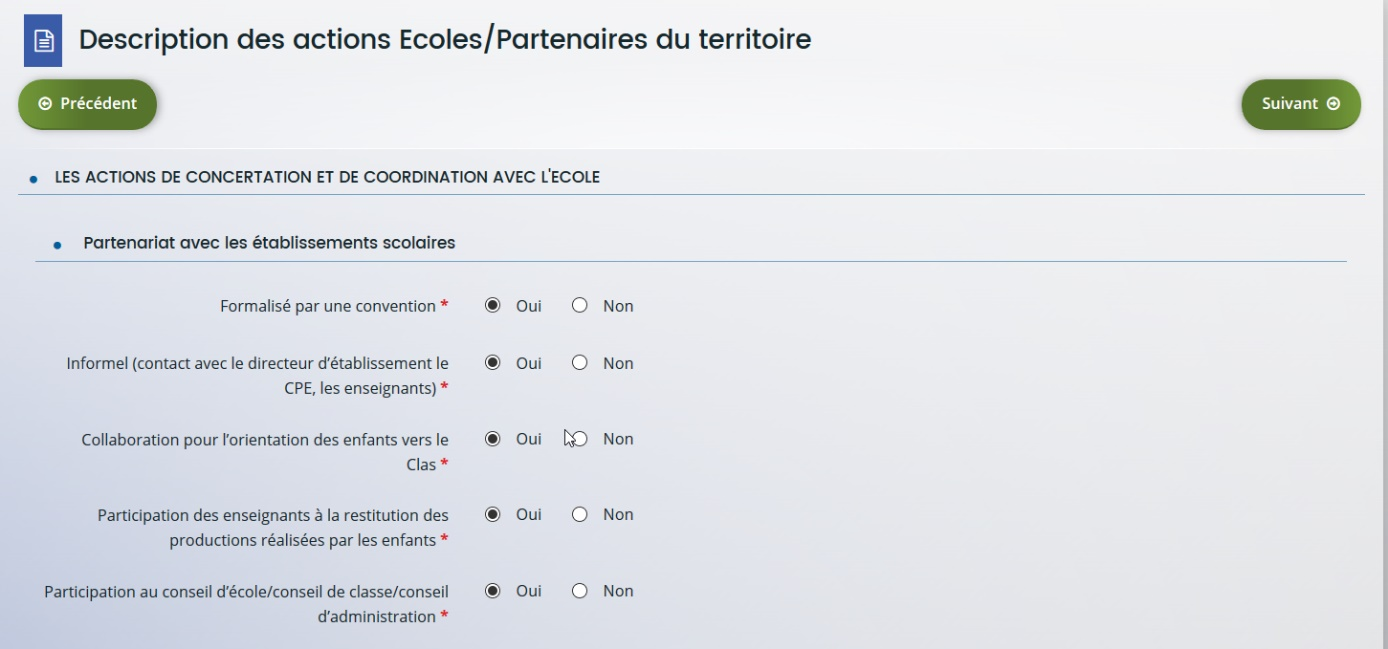 Description des actions Ecoles/Partenaires du territoire
Précédent
Suivant
LES ACTIONS DE CONCERTATION ET DE COORDINATION AVEC L'ECOLE
Partenariat avec les établissements scolaires
Formalisé par une convention * Oui Non
Informel (contact avec le directeur d’établissement le
CPE, les enseignants) * Oui Non
Collaboration pour l’orientation des enfants vers le
Clas * Oui Non
Participation des enseignants à la restitution des
productions réalisées par les enfants * Oui Non
Participation au conseil d’école/conseil de classe/conseil
d’administration * Oui Non